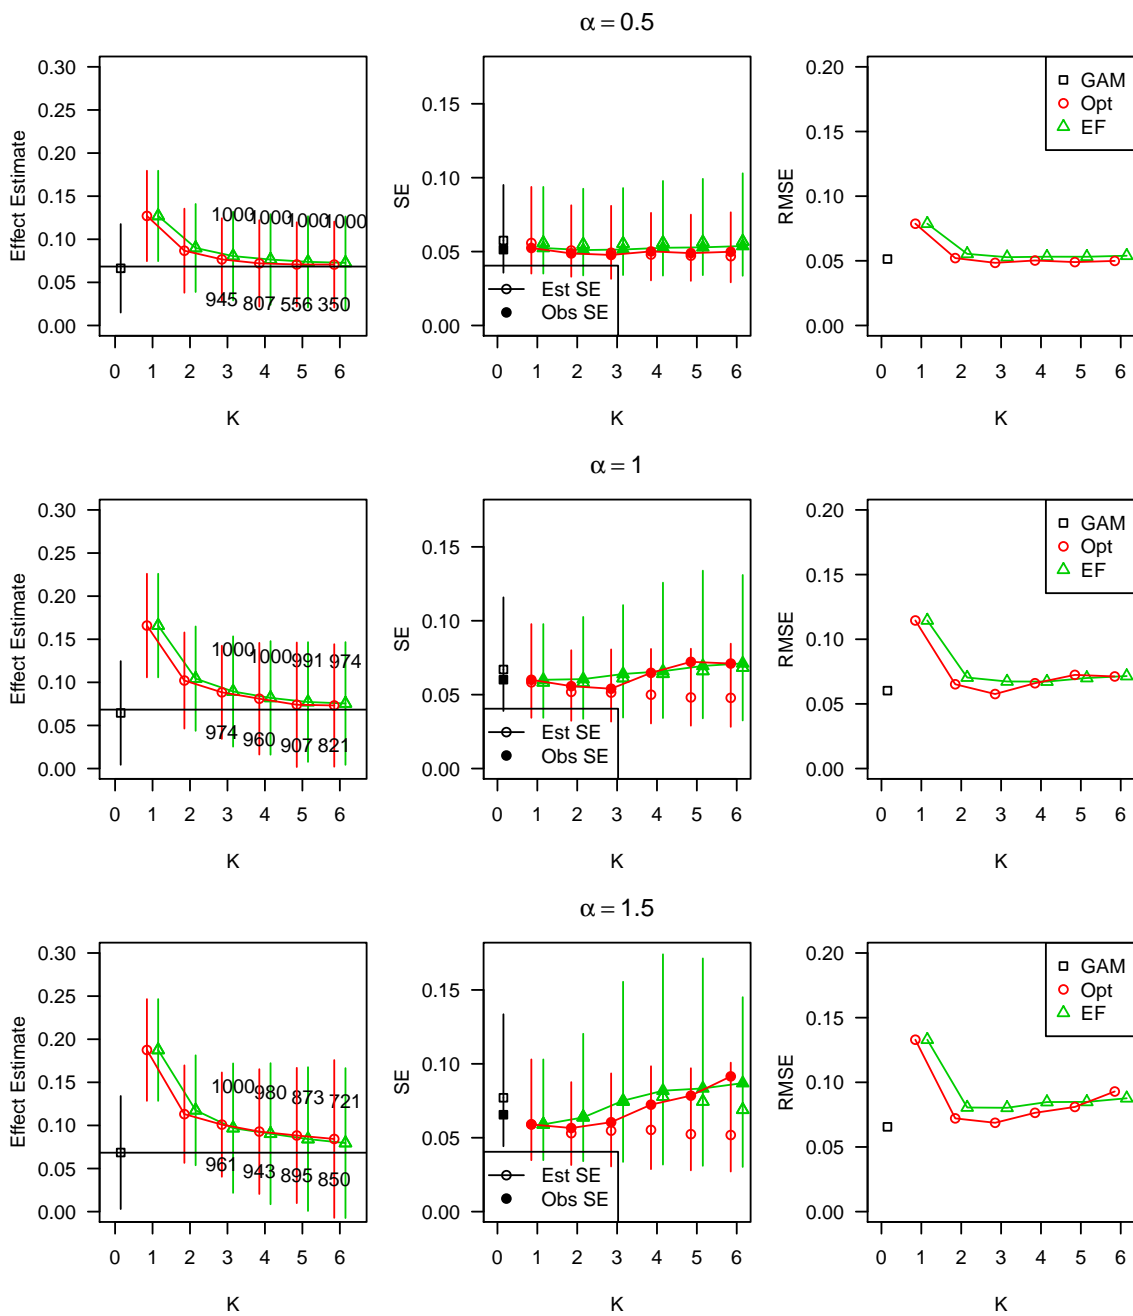 α = 0.5
Effect Estimate
0.30
0.25
0.20
0.15
0.10
0.05
0.00
1000 1000 1000 1000
945 807 556 350
0 1 2 3 4 5 6
K
SE
0.15
0.10
0.05
0.00
Est SE
Obs SE
0 1 2 3 4 5 6
K
RMSE
0.20
0.15
0.10
0.05
0.00
GAM
Opt
EF
0 1 2 3 4 5 6
K
α = 1
Effect Estimate
0.30
0.25
0.20
0.15
0.10
0.05
0.00
1000 1000 991 974
974 960 907 821
0 1 2 3 4 5 6
K
SE
0.15
0.10
0.05
0.00
Est SE
Obs SE
0 1 2 3 4 5 6
K
RMSE
0.20
0.15
0.10
0.05
0.00
GAM
Opt
EF
0 1 2 3 4 5 6
K
α = 1.5
Effect Estimate
0.30
0.25
0.20
0.15
0.10
0.05
0.00
1000 980 873 721
961 943 895 850
0 1 2 3 4 5 6
K
SE
0.15
0.10
0.05
0.00
Est SE
Obs SE
0 1 2 3 4 5 6
K
RMSE
0.20
0.15
0.10
0.05
0.00
GAM
Opt
EF
0 1 2 3 4 5 6
K